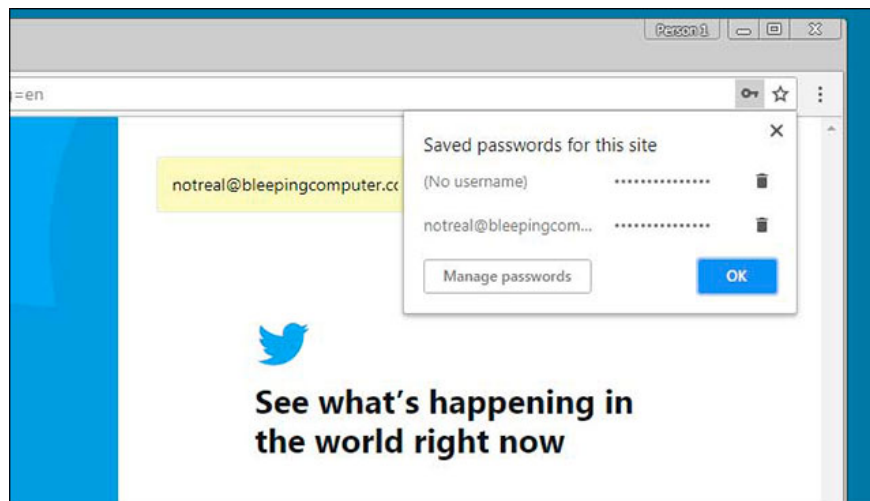 Person 1
=en
Saved passwords for this site
(No username) •••••••••••••••
notreal@bleepingcomputer.cc
notreal@bleepingcom... •••••••••••••••
Manage passwords OK
See what's happening in
the world right now